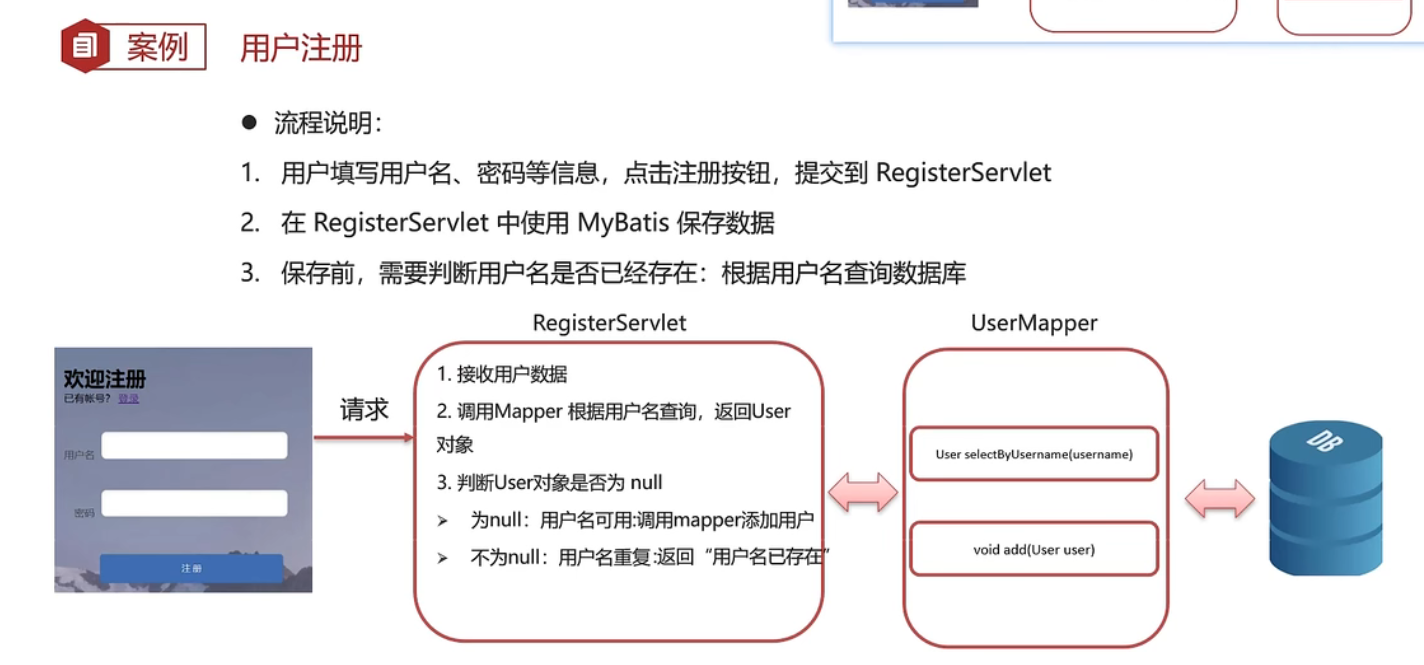 案例
用户注册
● 流程说明：
1. 用户填写用户名、密码等信息，点击注册按钮，提交到 RegisterServlet
2. 在 RegisterServlet 中使用 MyBatis 保存数据
3. 保存前，需要判断用户名是否已经存在：根据用户名查询数据库
欢迎注册
已有帐号？ 登录
用户名
密码
注册
请求
RegisterServlet
1. 接收用户数据
2. 调用Mapper 根据用户名查询，返回User
对象
3. 判断User对象是否为 null
➢ 为null：用户名可用:调用mapper添加用户
➢ 不为null：用户名重复:返回“用户名已存在”
UserMapper
User selectByUsername(username)
void add(User user)
DB